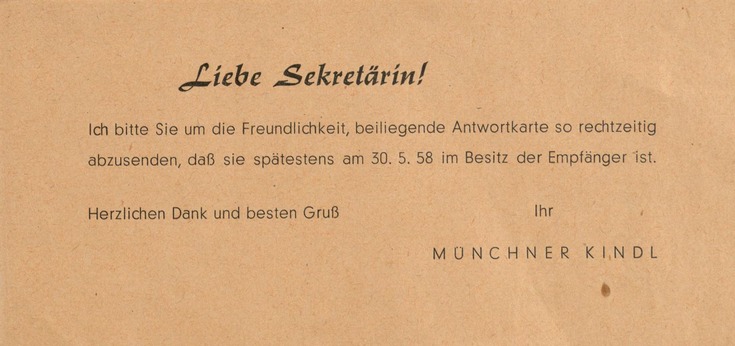 Liebe Sekretärin!
Ich bitte Sie um die Freundlichkeit, beiliegende Antwortkarte so rechtzeitig
abzusenden, daß sie spätestens am 30. 5. 58 im Besitz der Empfänger ist.
Herzlichen Dank und besten Gruß Ihr
MÜNCHNER KINDL